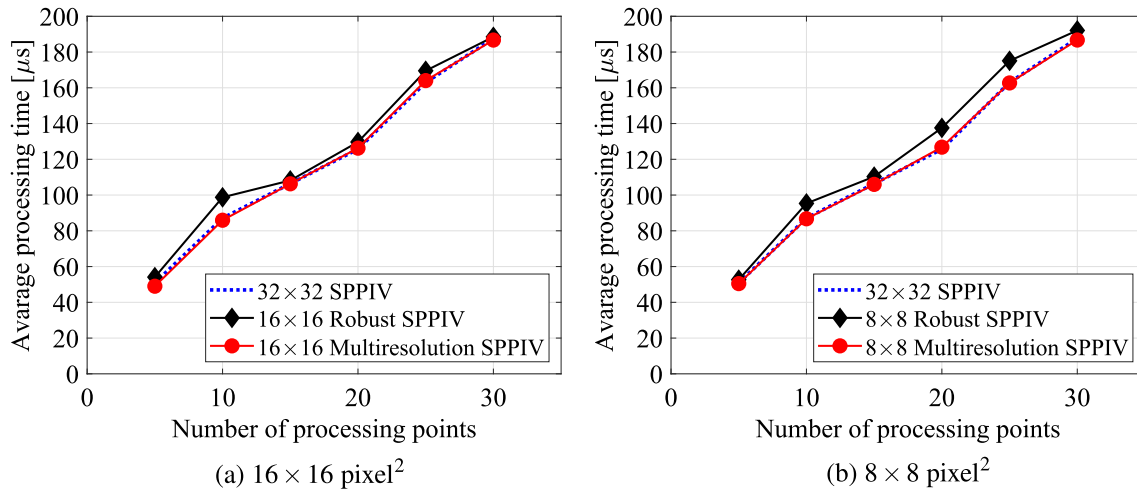 200
180
160
140
120
100
80
60
40
20
0
Avarage processing time [μs]
32×32 SPPIV
16×16 Robust SPPIV
16×16 Multiresolution SPPIV
0 10 20 30
Number of processing points
(a) 16 × 16 pixel²
200
180
160
140
120
100
80
60
40
20
0
Avarage processing time [μs]
32×32 SPPIV
8×8 Robust SPPIV
8×8 Multiresolution SPPIV
0 10 20 30
Number of processing points
(b) 8 × 8 pixel²